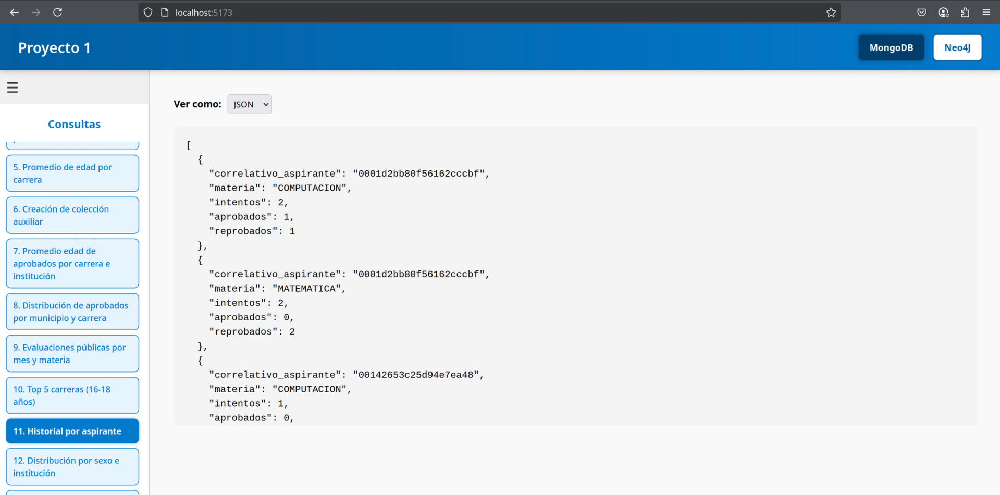 localhost:5173
Proyecto 1
MongoDB
Neo4J
Consultas
5. Promedio de edad por
carrera
6. Creación de colección
auxiliar
7. Promedio edad de
aprobados por carrera e
institución
8. Distribución de aprobados
por municipio y carrera
9. Evaluaciones públicas por
mes y materia
10. Top 5 carreras (16-18
años)
11. Historial por aspirante
12. Distribución por sexo e
institución
Ver como:
JSON
[
{
"correlativo_aspirante": "0001d2bb80f56162cccbf",
"materia": "COMPUTACION",
"intentos": 2,
"aprobados": 1,
"reprobados": 1
},
{
"correlativo_aspirante": "0001d2bb80f56162cccbf",
"materia": "MATEMATICA",
"intentos": 2,
"aprobados": 0,
"reprobados": 2
},
{
"correlativo_aspirante": "00142653c25d94e7ea48",
"materia": "COMPUTACION",
"intentos": 1,
"aprobados": 0,